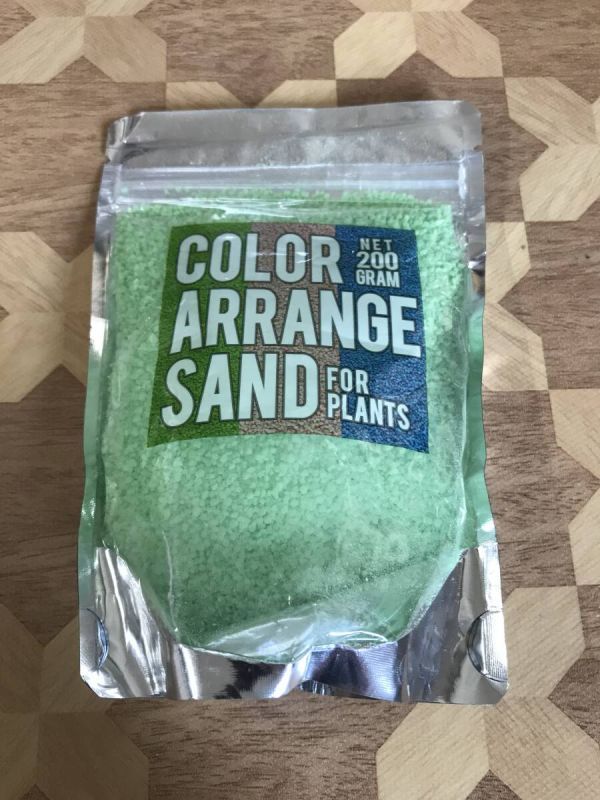 COLOR NET
200
GRAM
ARRANGE
SAND FOR
PLANTS